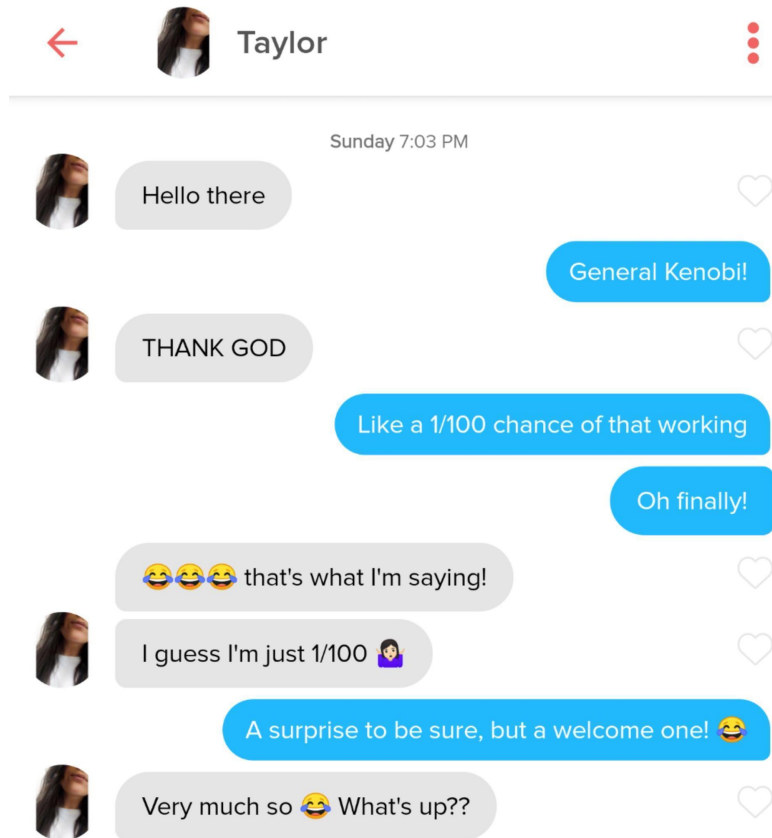 Taylor
Sunday 7:03 PM
Hello there
General Kenobi!
THANK GOD
Like a 1/100 chance of that working
Oh finally!
😂😂😂 that's what I'm saying!
I guess I'm just 1/100 🤷🏻‍♀️
A surprise to be sure, but a welcome one! 😂
Very much so 😂 What's up??